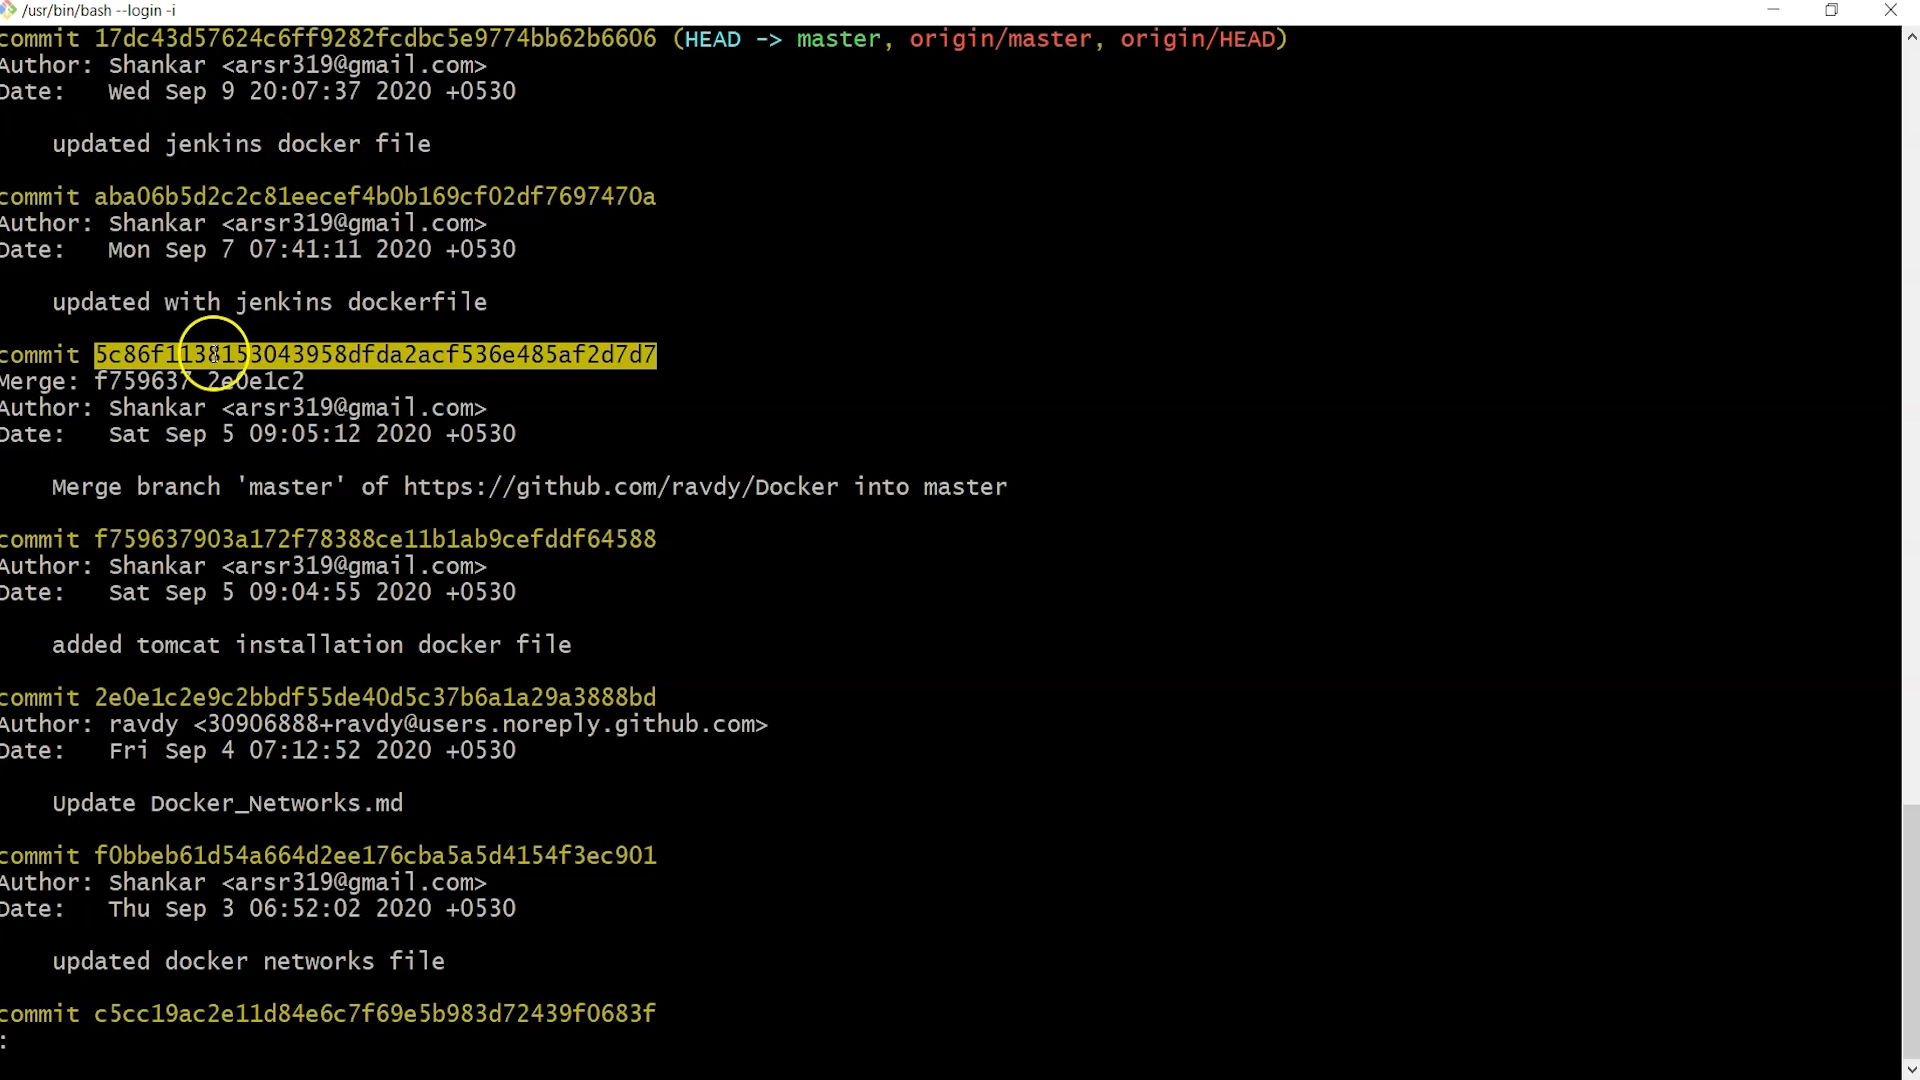 /usr/bin/bash --login -i
commit 17dc43d57624c6ff9282fcdbc5e9774bb62b6606 (HEAD -> master, origin/master, origin/HEAD)
Author: Shankar <arsr319@gmail.com>
Date:   Wed Sep 9 20:07:37 2020 +0530
updated jenkins docker file
commit aba06b5d2c2c81eecef4b0b169cf02df7697470a
Author: Shankar <arsr319@gmail.com>
Date:   Mon Sep 7 07:41:11 2020 +0530
updated with jenkins dockerfile
commit 5c86f1138153043958dfda2acf536e485af2d7d7
Merge: f759637 2e0e1c2
Author: Shankar <arsr319@gmail.com>
Date:   Sat Sep 5 09:05:12 2020 +0530
Merge branch 'master' of https://github.com/ravdy/Docker into master
commit f759637903a172f78388ce11b1ab9cefddf64588
Author: Shankar <arsr319@gmail.com>
Date:   Sat Sep 5 09:04:55 2020 +0530
added tomcat installation docker file
commit 2e0e1c2e9c2bbdf55de40d5c37b6a1a29a3888bd
Author: ravdy <30906888+ravdy@users.noreply.github.com>
Date:   Fri Sep 4 07:12:52 2020 +0530
Update Docker_Networks.md
commit f0bbeb61d54a664d2ee176cba5a5d4154f3ec901
Author: Shankar <arsr319@gmail.com>
Date:   Thu Sep 3 06:52:02 2020 +0530
updated docker networks file
commit c5cc19ac2e11d84e6c7f69e5b983d72439f0683f
: